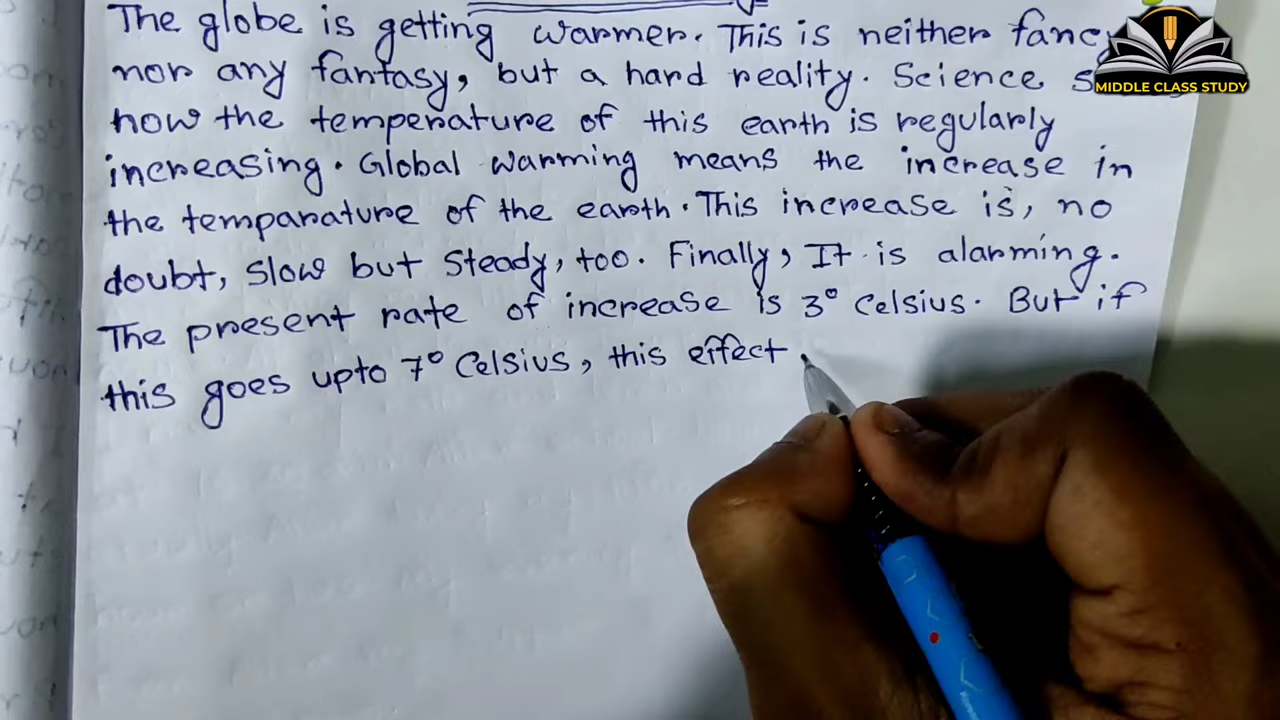 The globe is getting warmer. This is neither fancy
nor any fantasy, but a hard reality. Science
how the temperature of this earth is regularly
increasing. Global warming means the increase in
the temparature of the earth. This increase is, no
doubt, slow but steady, too. Finally, It is alarming.
The present rate of increase is 3° Celsius. But if
this goes upto 7° Celsius, this effect
MIDDLE CLASS STUDY